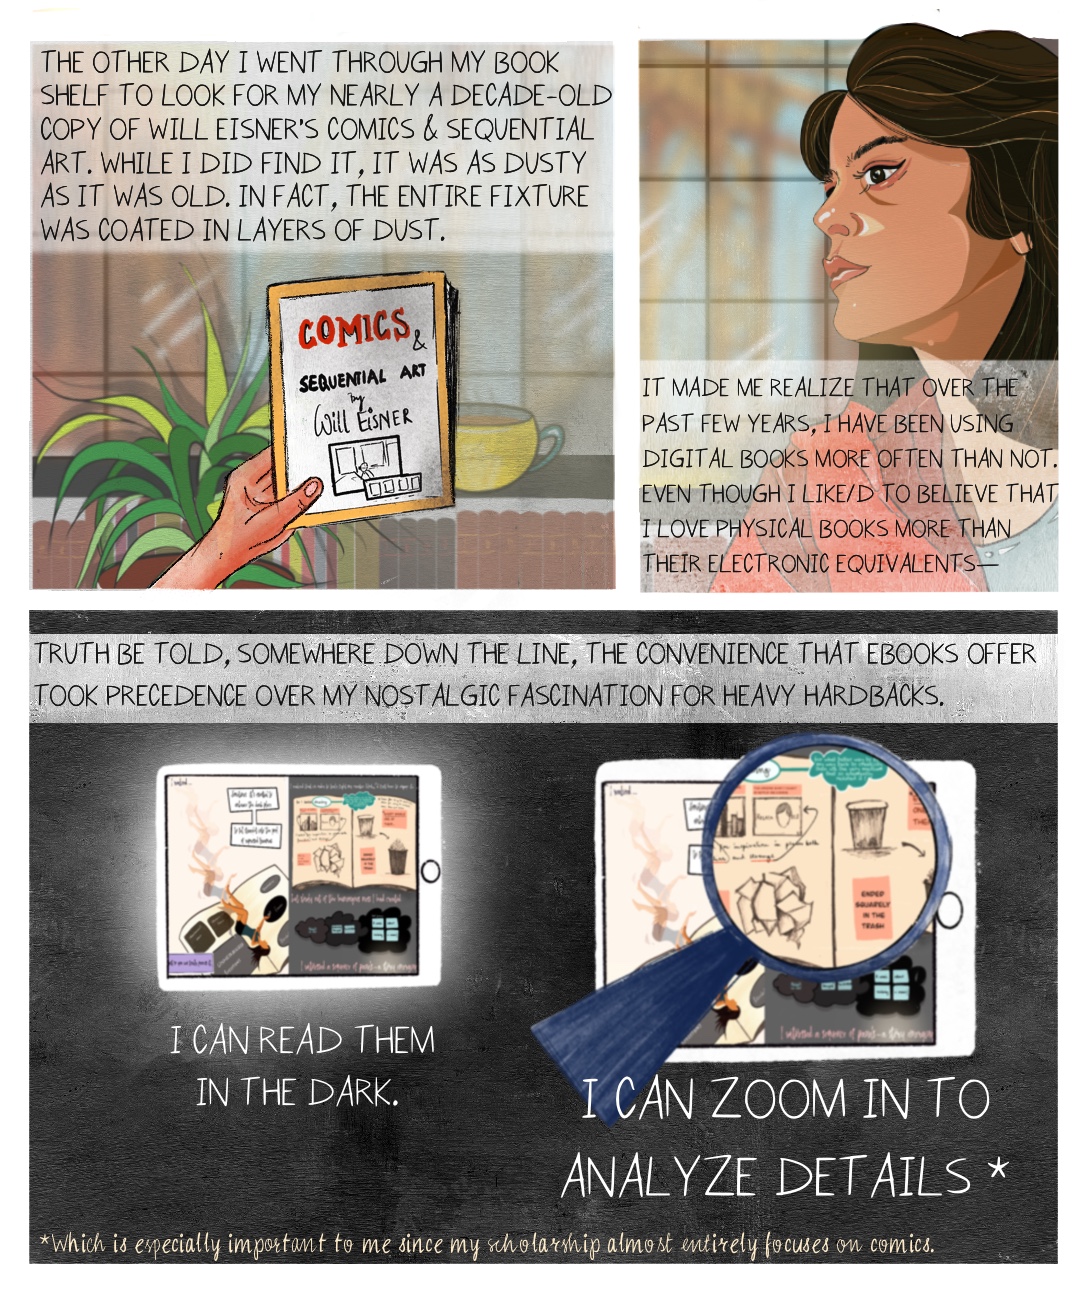 THE OTHER DAY I WENT THROUGH MY BOOK
SHELF TO LOOK FOR MY NEARLY A DECADE-OLD
COPY OF WILL EISNER'S COMICS & SEQUENTIAL
ART. WHILE I DID FIND IT, IT WAS AS DUSTY
AS IT WAS OLD. IN FACT, THE ENTIRE FIXTURE
WAS COATED IN LAYERS OF DUST.
COMICS &
SEQUENTIAL ART
by
Will EISNER
IT MADE ME REALIZE THAT OVER THE
PAST FEW YEARS, I HAVE BEEN USING
DIGITAL BOOKS MORE OFTEN THAN NOT.
EVEN THOUGH I LIKE/D TO BELIEVE THAT
I LOVE PHYSICAL BOOKS MORE THAN
THEIR ELECTRONIC EQUIVALENTS—
TRUTH BE TOLD, SOMEWHERE DOWN THE LINE, THE CONVENIENCE THAT EBOOKS OFFER
TOOK PRECEDENCE OVER MY NOSTALGIC FASCINATION FOR HEAVY HARDBACKS.
I CAN READ THEM
IN THE DARK.
ENDED
SQUARELY
IN THE
TRASH
I CAN ZOOM IN TO
ANALYZE DETAILS *
*Which is especially important to me since my scholarship almost entirely focuses on comics.